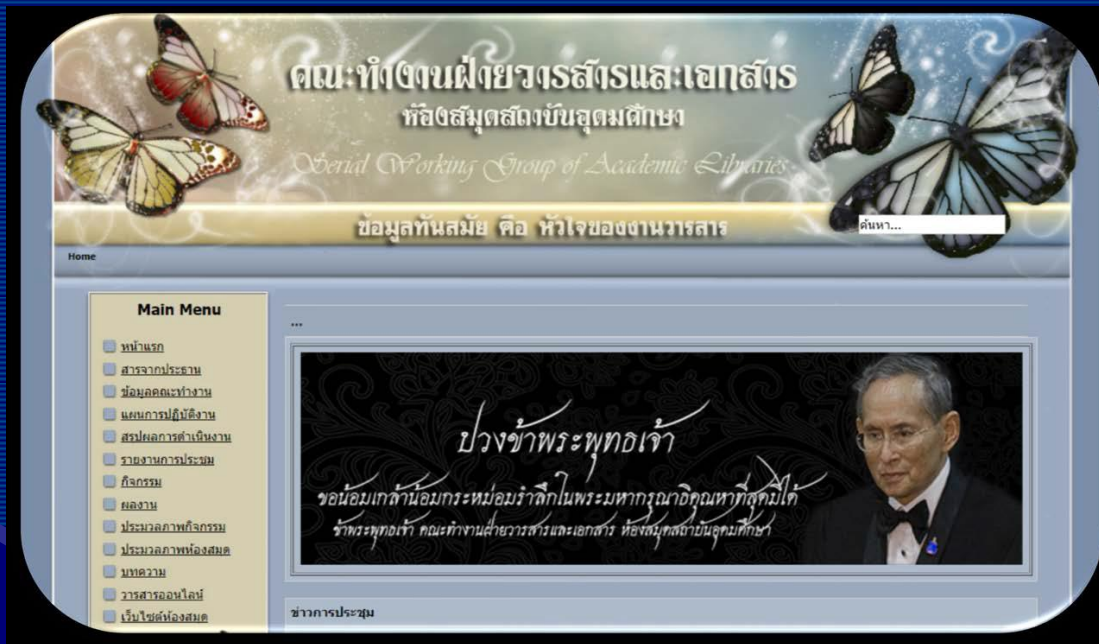 คณะทำงานฝ่ายวารสารและเอกสาร
ห้องสมุดสถาบันอุดมศึกษา
Serial Working Group of Academic Libraries
ข้อมูลทันสมัย คือ หัวใจของงานวารสาร
ค้นหา...
Home
Main Menu
หน้าแรก
สารจากประธาน
ข้อมูลคณะทำงาน
แผนการปฏิบัติงาน
สรุปผลการดำเนินงาน
รายงานการประชุม
กิจกรรม
ผลงาน
ประมวลภาพกิจกรรม
ประมวลภาพห้องสมุด
บทความ
วารสารออนไลน์
เว็บไซต์ห้องสมุด
...
ปวงข้าพระพุทธเจ้า
ขอน้อมเกล้าน้อมกระหม่อมรำลึกในพระมหากรุณาธิคุณหาที่สุดมิได้
ข้าพระพุทธเจ้า คณะทำงานฝ่ายวารสารและเอกสาร ห้องสมุดสถาบันอุดมศึกษา
ข่าวการประชุม